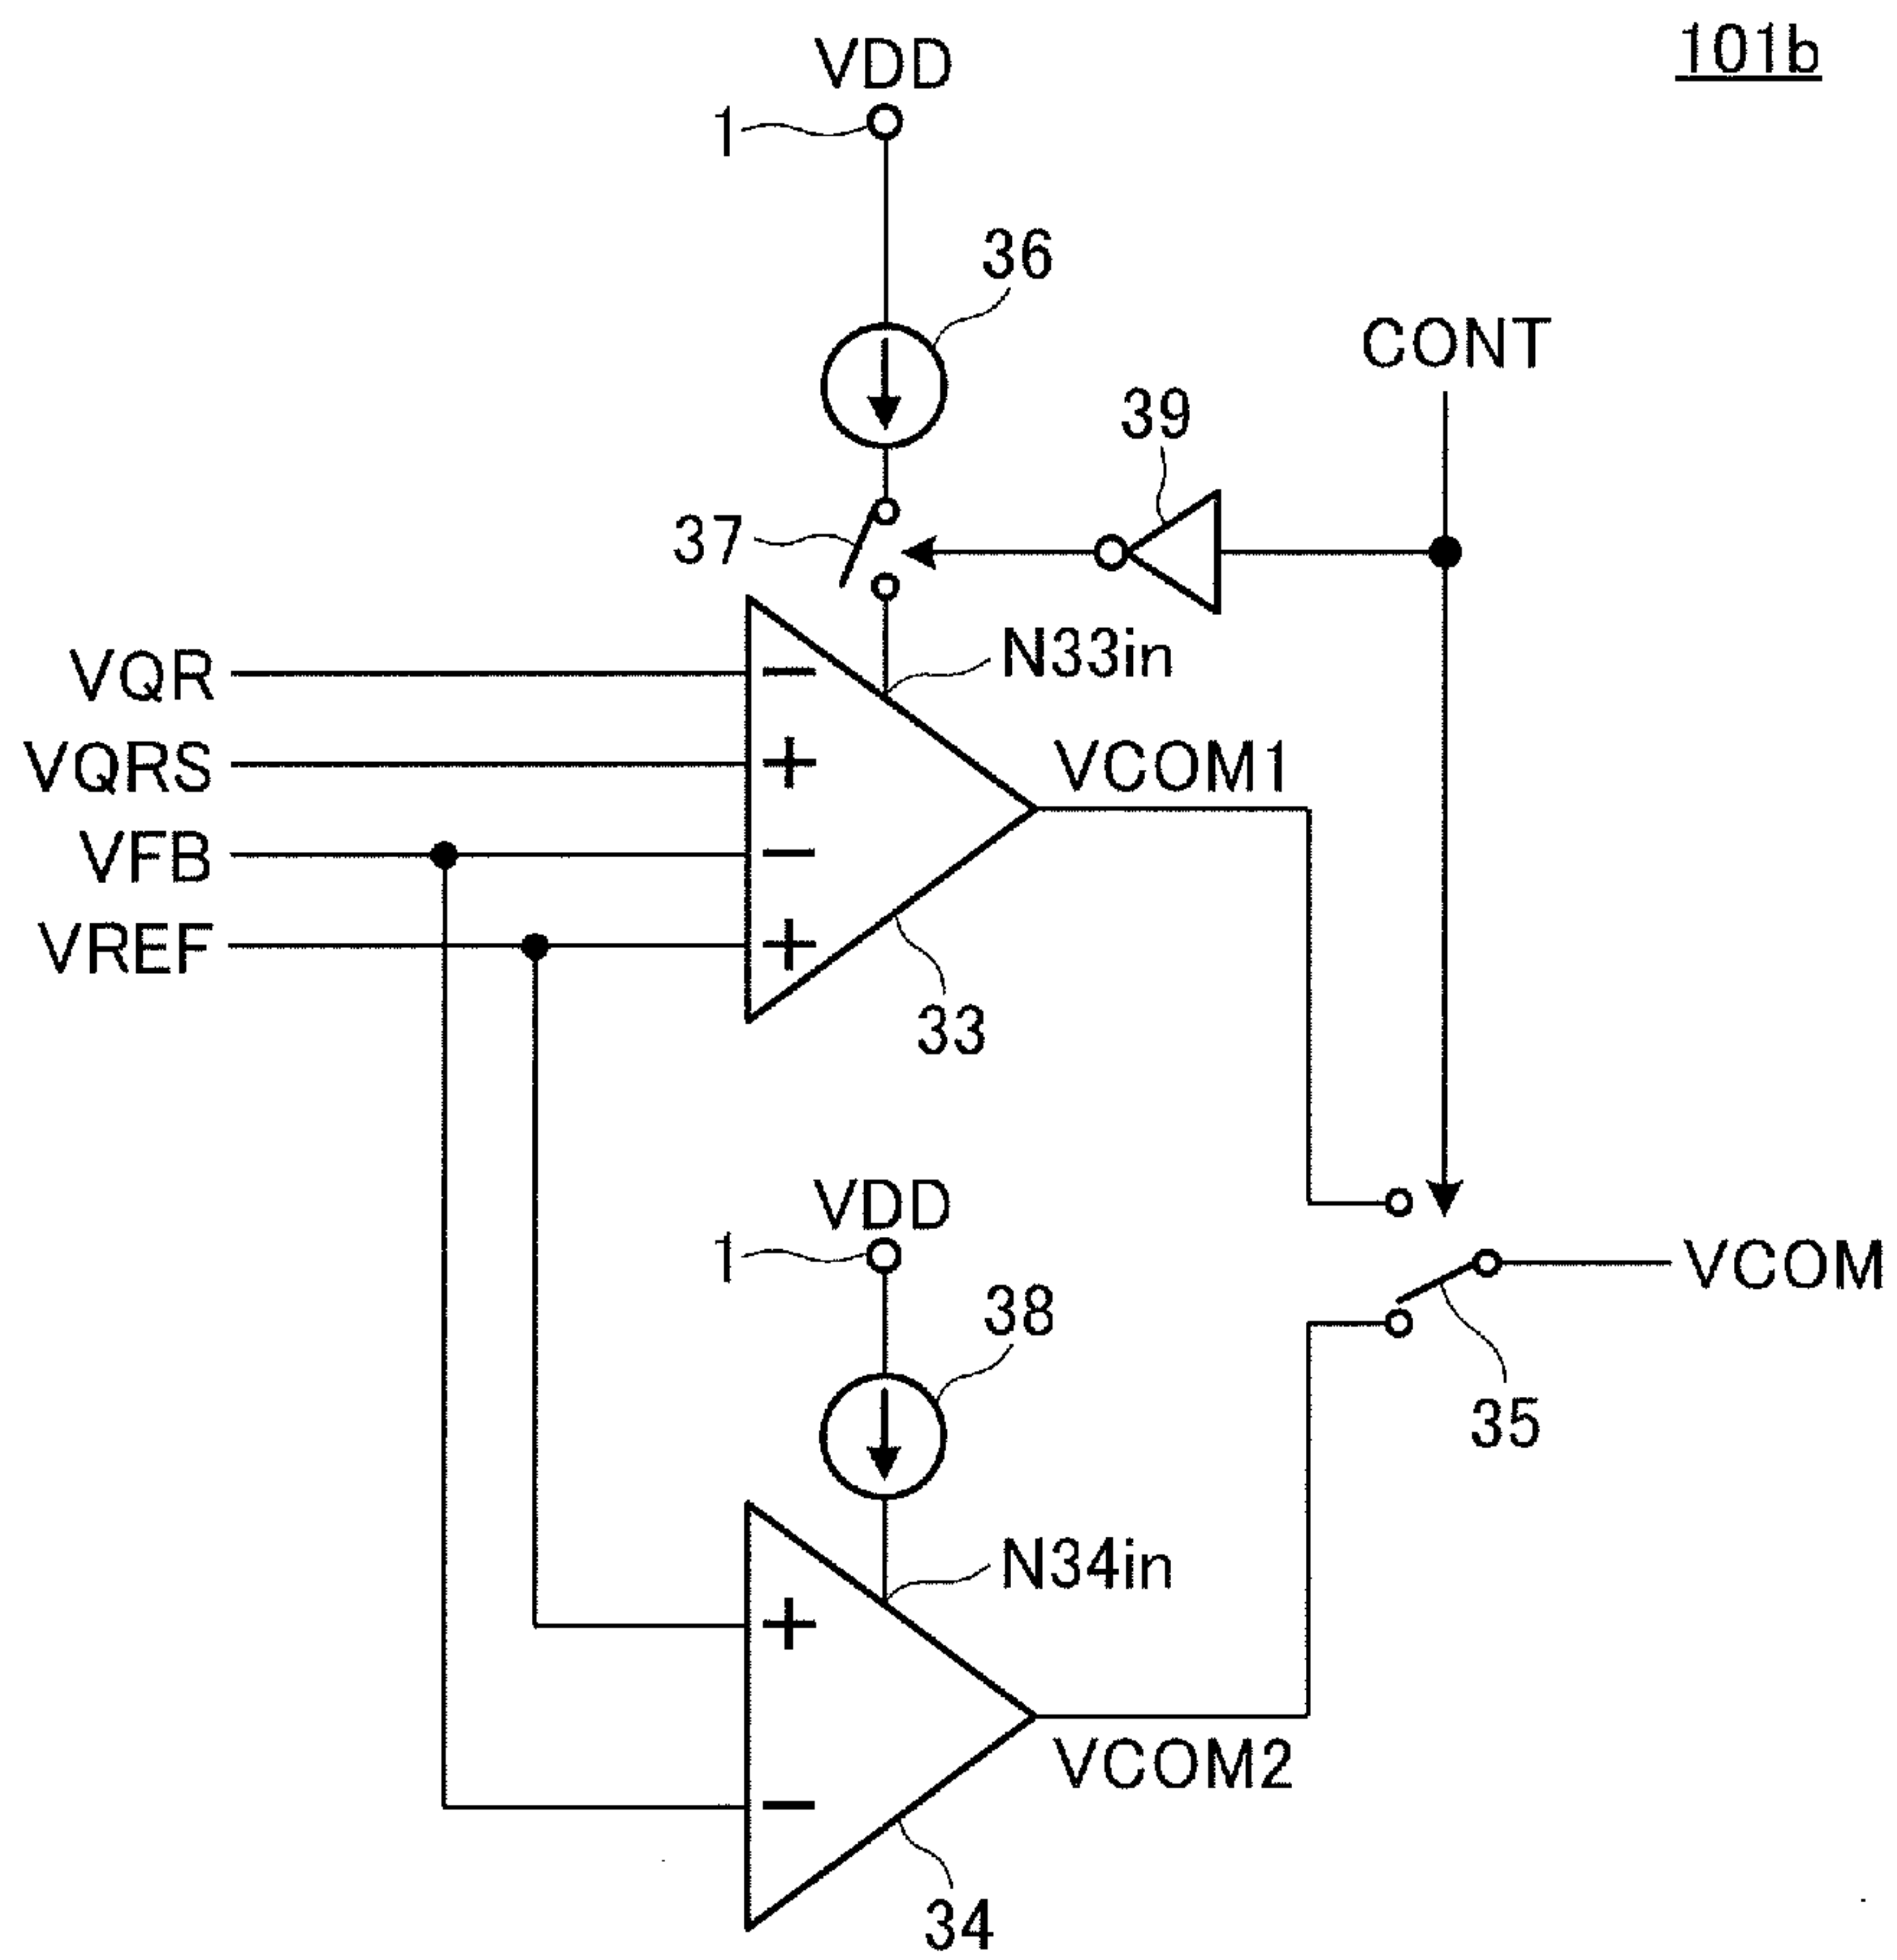 101b
VDD
1
36
CONT
39
37
N33in
VQR
VQRS
VCOM1
VFB
VREF
33
VDD
1
VCOM
38
35
N34in
VCOM2
34